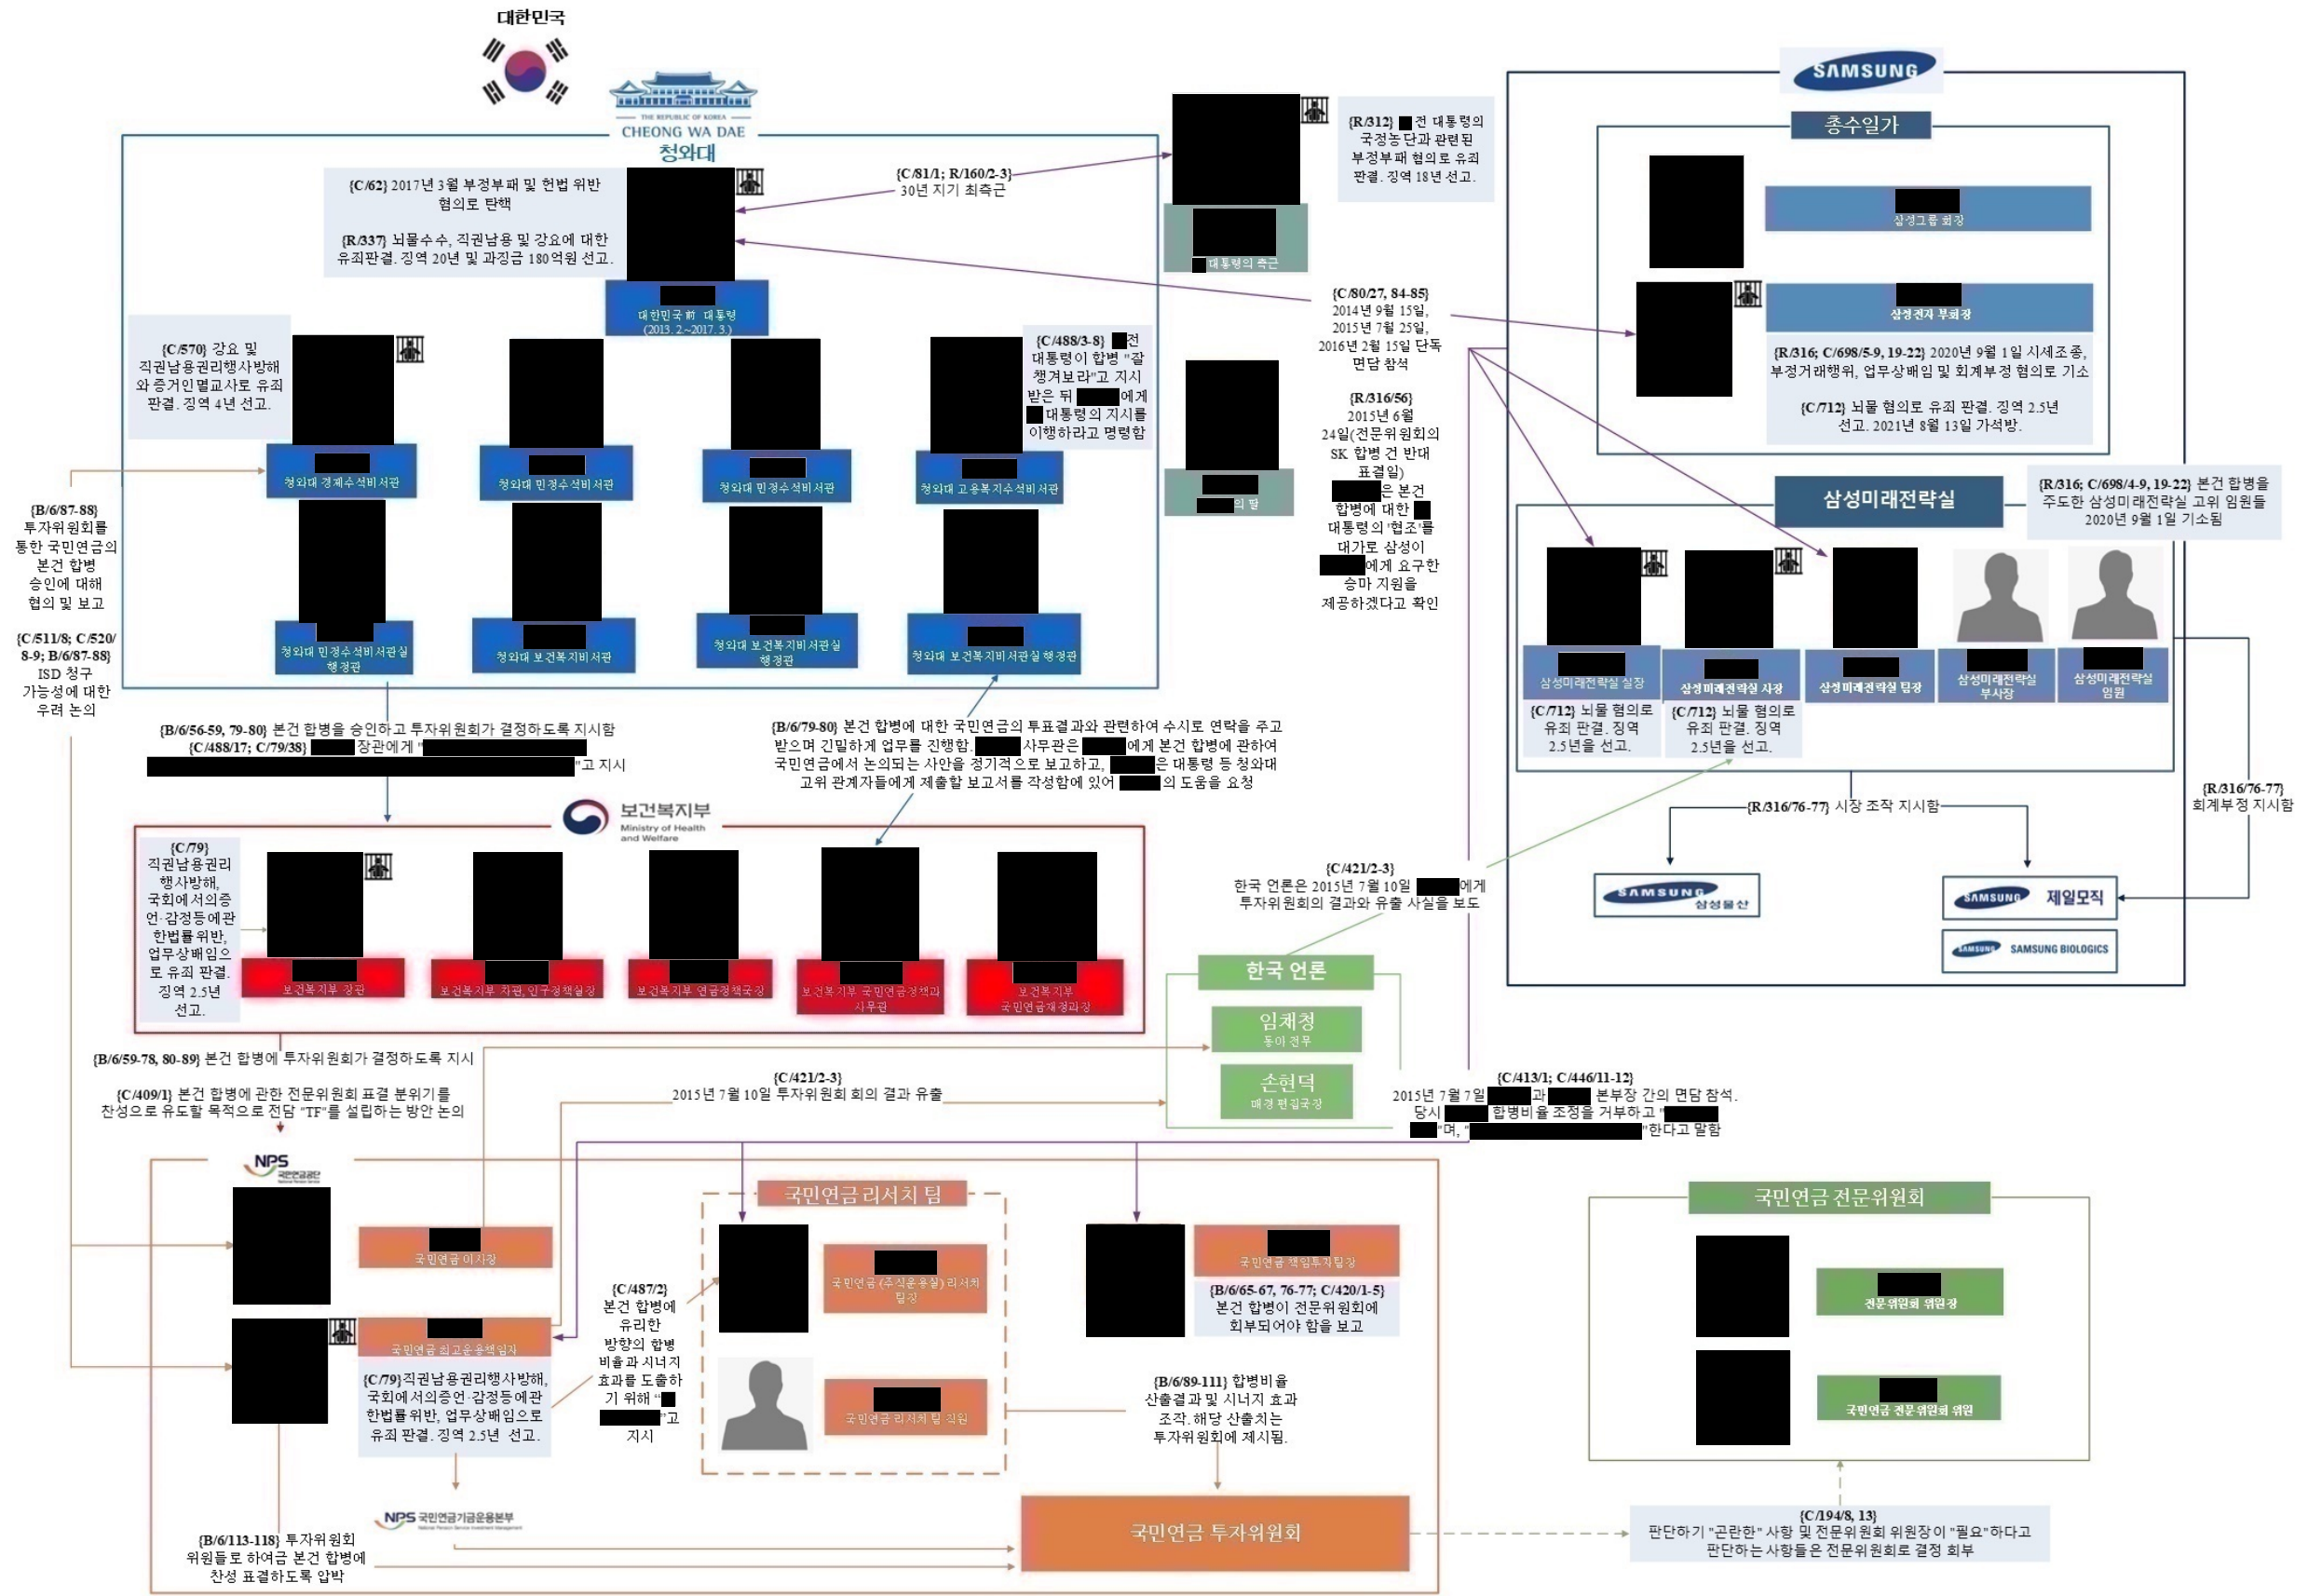 대한민국
THE REPUBLIC OF KOREA
CHEONG WA DAE
청와대
{C/62} 2017년 3월 부정부패 및 헌법 위반
혐의로 탄핵
{R/337} 뇌물수수, 직권남용 및 강요에 대한
유죄판결. 징역 20년 및 과징금 180억원 선고.
대한민국 前 대통령
(2013. 2.~2017. 3.)
{C/570} 강요 및
직권남용권리행사방해
와 증거인멸교사로 유죄
판결. 징역 4년 선고.
{C/488/3-8} 전
대통령이 합병 "잘
챙겨보라"고 지시
받은 뒤 에게
대통령의 지시를
이행하라고 명령함
청와대 경제수석비서관
청와대 민정수석비서관
청와대 민정수석비서관
청와대 고용복지수석비서관
청와대 민정수석비서관실
행정관
청와대 보건복지비서관
청와대 보건복지비서관실
행정관
청와대 보건복지비서관실 행정관
{C/81/1; R/160/2-3}
30년 지기 최측근
{R/312} 전 대통령의
국정농단과 관련된
부정부패 혐의로 유죄
판결. 징역 18년 선고.
대통령의 측근
의 딸
{C/80/27, 84-85}
2014년 9월 15일,
2015년 7월 25일,
2016년 2월 15일 단독
면담 참석
{R/316/56}
2015년 6월
24일(전문위원회의
SK 합병 건 반대
표결일)
은 본건
합병에 대한
대통령의 '협조'를
대가로 삼성이
에게 요구한
승마 지원을
제공하겠다고 확인
SAMSUNG
총수일가
삼성그룹 회장
삼성전자 부회장
{R/316; C/698/5-9, 19-22} 2020년 9월 1일 시세조종,
부정거래행위, 업무상배임 및 회계부정 혐의로 기소
{C/712} 뇌물 혐의로 유죄 판결. 징역 2.5년
선고. 2021년 8월 13일 가석방.
삼성미래전략실
{R/316; C/698/4-9, 19-22} 본건 합병을
주도한 삼성미래전략실 고위 임원들
2020년 9월 1일 기소됨
삼성미래전략실 실장
삼성미래전략실 사장
삼성미래전략실 팀장
삼성미래전략실
부사장
삼성미래전략실
임원
{C/712} 뇌물 혐의로
유죄 판결. 징역
2.5년을 선고.
{C/712} 뇌물 혐의로
유죄 판결. 징역
2.5년을 선고.
{R/316/76-77} 시장 조작 지시함
{R/316/76-77}
회계부정 지시함
SAMSUNG
삼성물산
SAMSUNG 제일모직
SAMSUNG SAMSUNG BIOLOGICS
{B/6/87-88}
투자위원회를
통한 국민연금의
본건 합병
승인에 대해
협의 및 보고
{C/511/8; C/520/
8-9; B/6/87-88}
ISD 청구
가능성에 대한
우려 논의
{B/6/56-59, 79-80} 본건 합병을 승인하고 투자위원회가 결정하도록 지시함
{C/488/17; C/79/38} 장관에게 "
"고 지시
{B/6/79-80} 본건 합병에 대한 국민연금의 투표결과와 관련하여 수시로 연락을 주고
받으며 긴밀하게 업무를 진행함. 사무관은 에게 본건 합병에 관하여
국민연금에서 논의되는 사안을 정기적으로 보고하고, 은 대통령 등 청와대
고위 관계자들에게 제출할 보고서를 작성함에 있어 의 도움을 요청
보건복지부
Ministry of Health
and Welfare
{C/79}
직권남용권리
행사방해,
국회에서의증
언·감정등에관
한법률위반,
업무상배임으
로 유죄 판결.
징역 2.5년
선고.
보건복지부 장관
보건복지부 차관, 인구정책실장
보건복지부 연금정책국장
보건복지부 국민연금정책과
사무관
보건복지부
국민연금재정과장
{C/421/2-3}
한국 언론은 2015년 7월 10일 에게
투자위원회의 결과와 유출 사실을 보도
한국 언론
임채청
동아 전무
손현덕
매경 편집국장
{B/6/59-78, 80-89} 본건 합병에 투자위원회가 결정하도록 지시
{C/409/1} 본건 합병에 관한 전문위원회 표결 분위기를
찬성으로 유도할 목적으로 전담 "TF"를 설립하는 방안 논의
{C/421/2-3}
2015년 7월 10일 투자위원회 회의 결과 유출
{C/413/1; C/446/11-12}
2015년 7월 7일 과 본부장 간의 면담 참석.
당시 합병비율 조정을 거부하고 "
"며, " "한다고 말함
NPS
국민연금공단
National Pension Service
국민연금 이사장
국민연금 최고운용책임자
{C/79}직권남용권리행사방해,
국회에서의증언·감정등에관
한법률위반, 업무상배임으로
유죄 판결. 징역 2.5년 선고.
{C/487/2}
본건 합병에
유리한
방향의 합병
비율과 시너지
효과를 도출하
기 위해 "
"고
지시
국민연금 리서치 팀
국민연금 (주식운용실) 리서치
팀장
국민연금 리서치 팀 직원
국민연금 책임투자팀장
{B/6/65-67, 76-77; C/420/1-5}
본건 합병이 전문위원회에
회부되어야 함을 보고
{B/6/89-111} 합병비율
산출결과 및 시너지 효과
조작. 해당 산출치는
투자위원회에 제시됨.
국민연금 전문위원회
전문위원회 위원장
국민연금 전문위원회 위원
NPS 국민연금기금운용본부
National Pension Service Investment Management
{B/6/113-118} 투자위원회
위원들로 하여금 본건 합병에
찬성 표결하도록 압박
국민연금 투자위원회
{C/194/8, 13}
판단하기 "곤란한" 사항 및 전문위원회 위원장이 "필요"하다고
판단하는 사항들은 전문위원회로 결정 회부